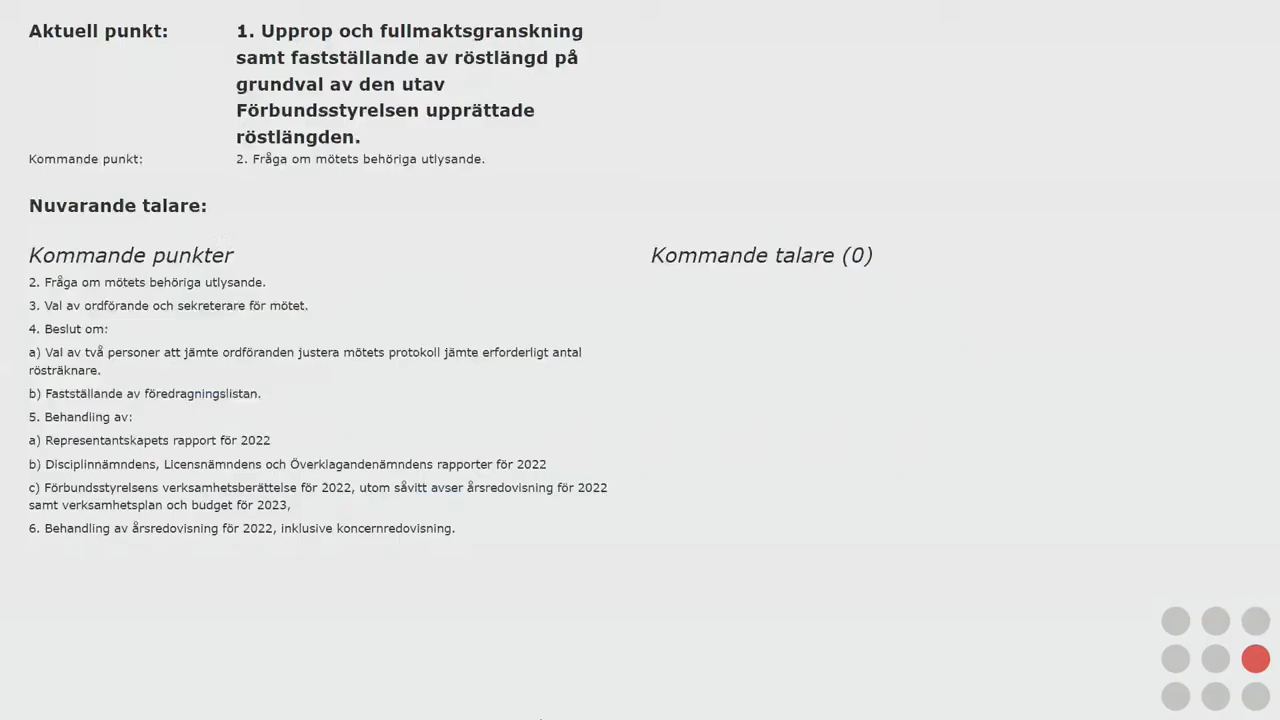 Aktuell punkt:
1. Upprop och fullmaktsgranskning
samt fastställande av röstlängd på
grundval av den utav
Förbundsstyrelsen upprättade
röstlängden.
Kommande punkt:
2. Fråga om mötets behöriga utlysande.
Nuvarande talare:
Kommande punkter
2. Fråga om mötets behöriga utlysande.
3. Val av ordförande och sekreterare för mötet.
4. Beslut om:
a) Val av två personer att jämte ordföranden justera mötets protokoll jämte erforderligt antal
rösträknare.
b) Fastställande av föredragningslistan.
5. Behandling av:
a) Representantskapets rapport för 2022
b) Disciplinnämndens, Licensnämndens och Överklagandenämndens rapporter för 2022
c) Förbundsstyrelsens verksamhetsberättelse för 2022, utom såvitt avser årsredovisning för 2022
samt verksamhetsplan och budget för 2023,
6. Behandling av årsredovisning för 2022, inklusive koncernredovisning.
Kommande talare (0)